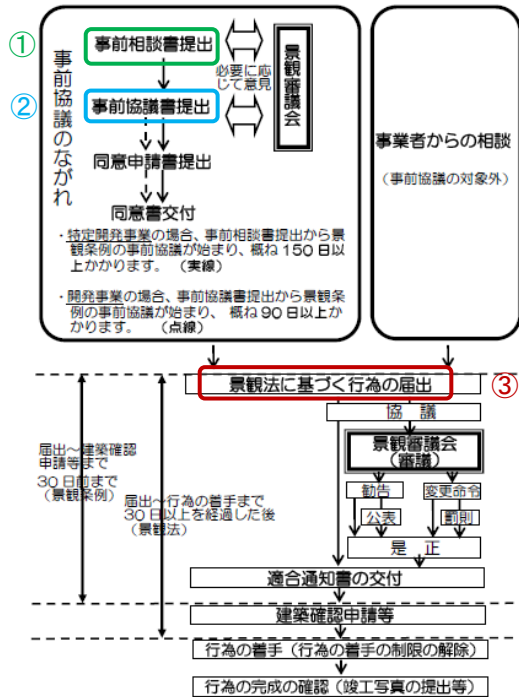 ①
事前相談書提出
必要に応
じて意見
景観審議会
事前協議のながれ
②
事前協議書提出
同意申請書提出
同意書交付
・特定開発事業の場合、事前相談書提出から景
観条例の事前協議が始まり、概ね150日以
上かかります。　（実線）
・開発事業の場合、事前協議書提出から景観条
例の事前協議が始まり、概ね90日以上か
かります。　（点線）
事業者からの相談
（事前協議の対象外）
景観法に基づく行為の届出
③
協　議
景観審議会
（審議）
勧告
変更命令
公表
罰則
是　正
届出～建築確認
申請等まで
30日前まで
（景観条例）
届出～行為の着手まで
30日以上を経過した後
（景観法）
適合通知書の交付
建築確認申請等
行為の着手（行為の着手の制限の解除）
行為の完成の確認（竣工写真の提出等）